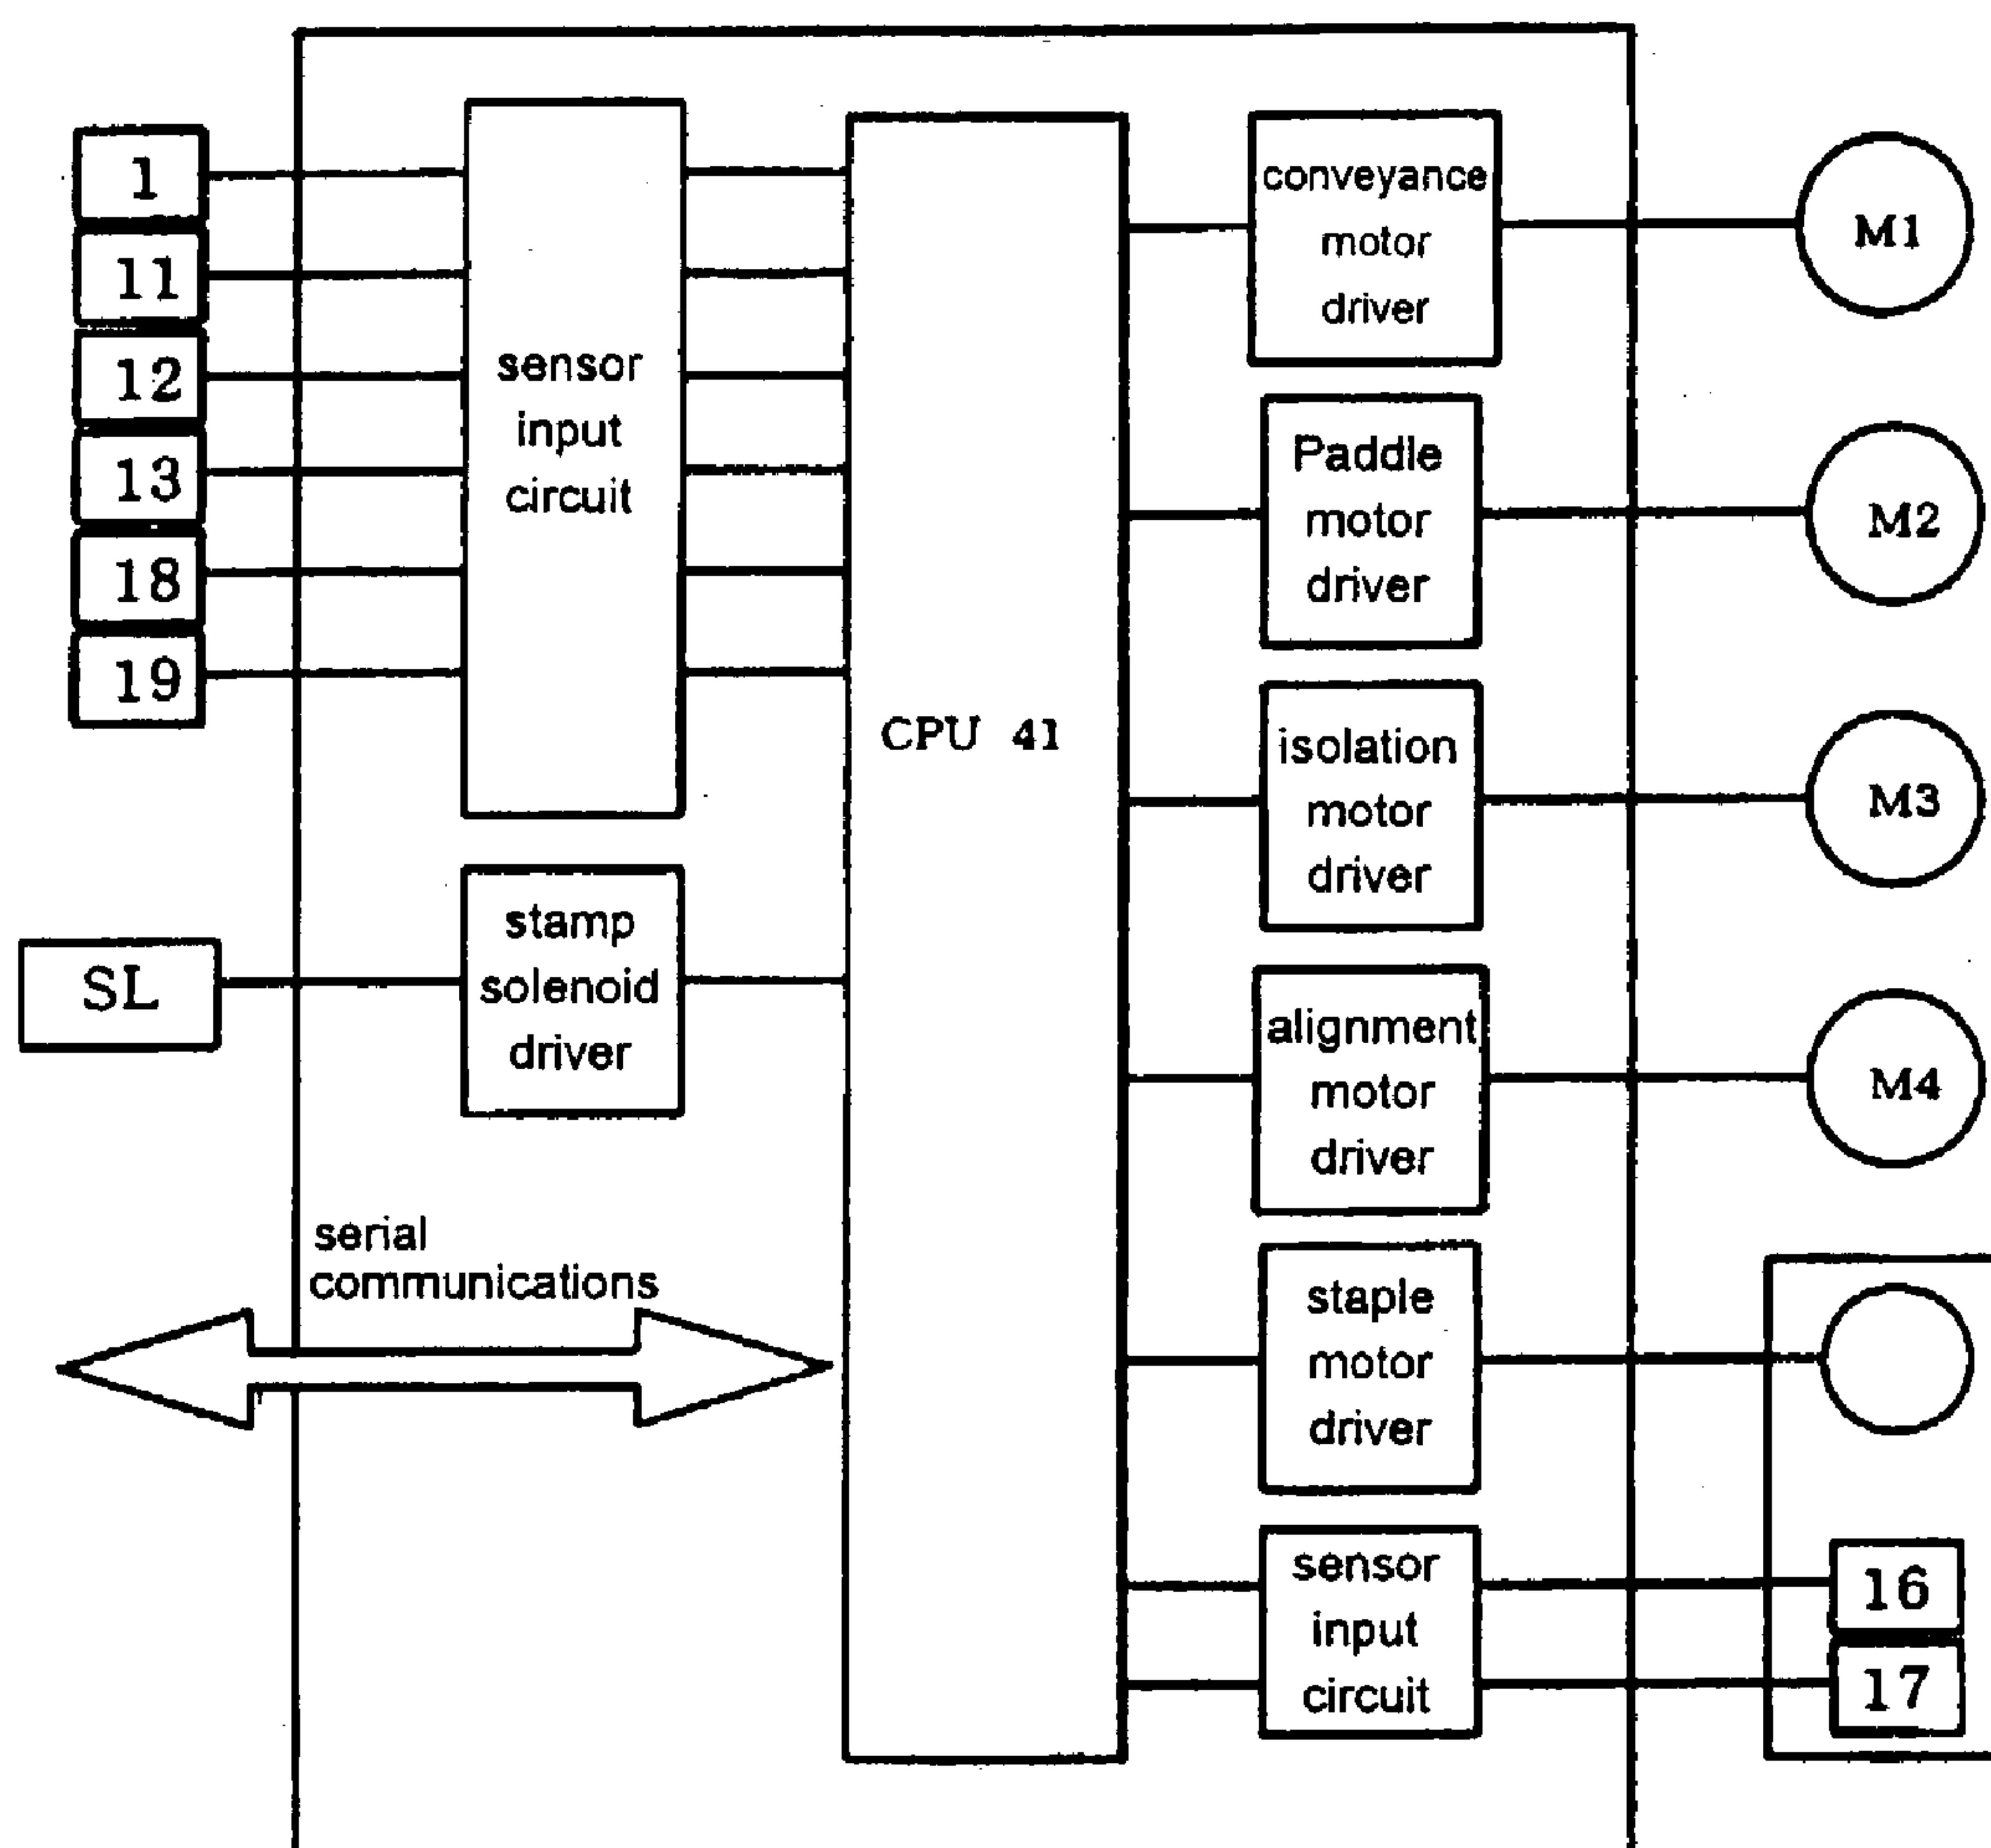 1
11
12
13
18
19
sensor
input
circuit
SL
stamp
solenoid
driver
serial
communications
CPU 41
conveyance
motor
driver
Paddle
motor
driver
isolation
motor
driver
alignment
motor
driver
staple
motor
driver
sensor
input
circuit
M1
M2
M3
M4
16
17